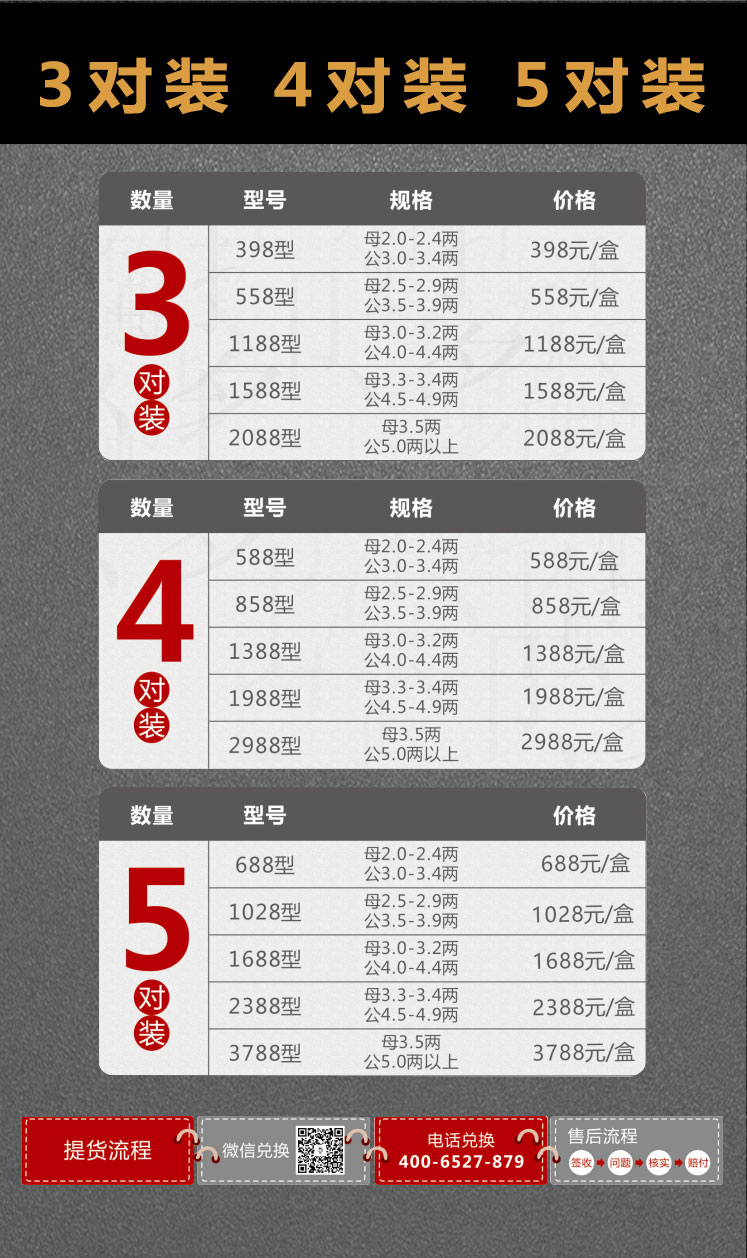 3对装 4对装 5对装
数量 型号 规格 价格
3
对
装
398型 母2.0-2.4两 398元/盒
公3.0-3.4两
558型 母2.5-2.9两 558元/盒
公3.5-3.9两
1188型 母3.0-3.2两 1188元/盒
公4.0-4.4两
1588型 母3.3-3.4两 1588元/盒
公4.5-4.9两
2088型 母3.5两 2088元/盒
公5.0两以上
数量 型号 规格 价格
4
对
装
588型 母2.0-2.4两 588元/盒
公3.0-3.4两
858型 母2.5-2.9两 858元/盒
公3.5-3.9两
1388型 母3.0-3.2两 1388元/盒
公4.0-4.4两
1988型 母3.3-3.4两 1988元/盒
公4.5-4.9两
2988型 母3.5两 2988元/盒
公5.0两以上
数量 型号 价格
5
对
装
688型 母2.0-2.4两 688元/盒
公3.0-3.4两
1028型 母2.5-2.9两 1028元/盒
公3.5-3.9两
1688型 母3.0-3.2两 1688元/盒
公4.0-4.4两
2388型 母3.3-3.4两 2388元/盒
公4.5-4.9两
3788型 母3.5两 3788元/盒
公5.0两以上
提货流程
微信兑换
电话兑换
400-6527-879
售后流程
签收 问题 核实 赔付